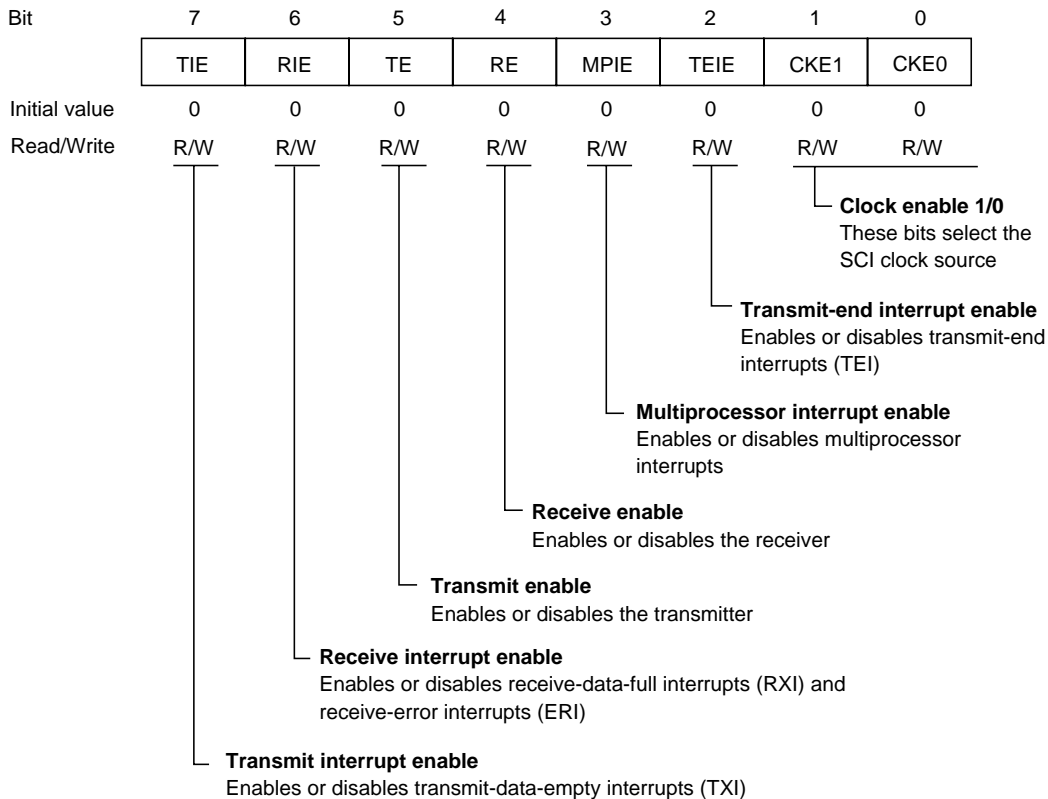 Bit 7 6 5 4 3 2 1 0
TIE RIE TE RE MPIE TEIE CKE1 CKE0
Initial value 0 0 0 0 0 0 0 0
Read/Write R/W R/W R/W R/W R/W R/W R/W R/W
Clock enable 1/0
These bits select the
SCI clock source
Transmit-end interrupt enable
Enables or disables transmit-end
interrupts (TEI)
Multiprocessor interrupt enable
Enables or disables multiprocessor
interrupts
Receive enable
Enables or disables the receiver
Transmit enable
Enables or disables the transmitter
Receive interrupt enable
Enables or disables receive-data-full interrupts (RXI) and
receive-error interrupts (ERI)
Transmit interrupt enable
Enables or disables transmit-data-empty interrupts (TXI)